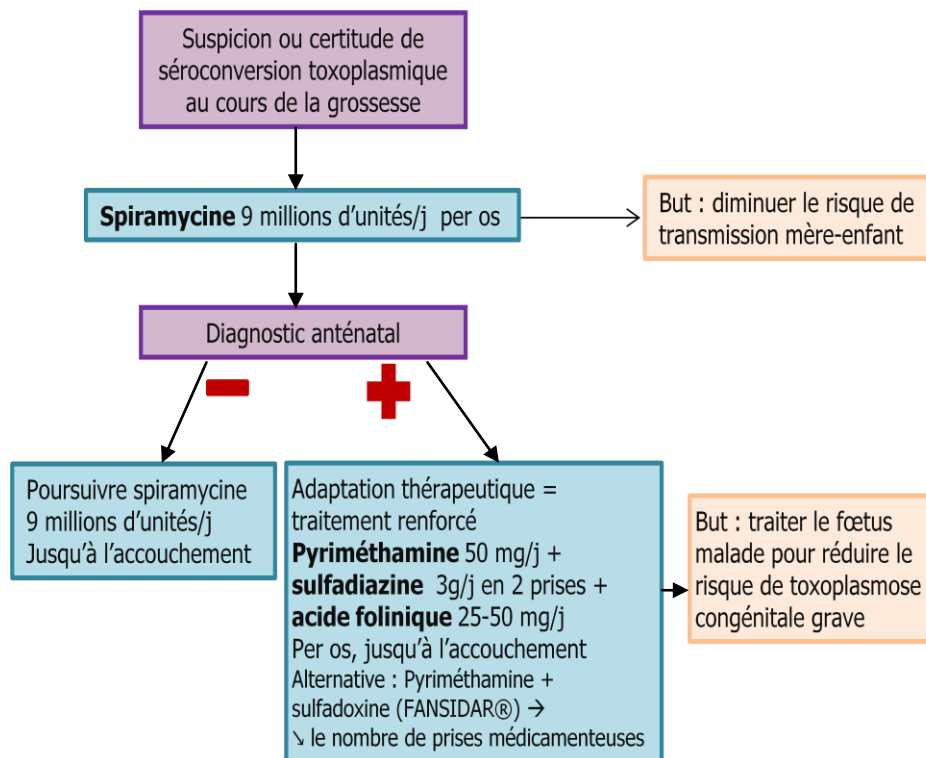 Suspicion ou certitude de
séroconversion toxoplasmique
au cours de la grossesse
Spiramycine 9 millions d'unités/j per os
But : diminuer le risque de
transmission mère-enfant
Diagnostic anténatal
Poursuivre spiramycine
9 millions d'unités/j
Jusqu'à l'accouchement
Adaptation thérapeutique =
traitement renforcé
Pyriméthamine 50 mg/j +
sulfadiazine 3g/j en 2 prises +
acide folinique 25-50 mg/j
Per os, jusqu'à l'accouchement
Alternative : Pyriméthamine +
sulfadoxine (FANSIDAR®) →
↘ le nombre de prises médicamenteuses
But : traiter le fœtus
malade pour réduire le
risque de toxoplasmose
congénitale grave